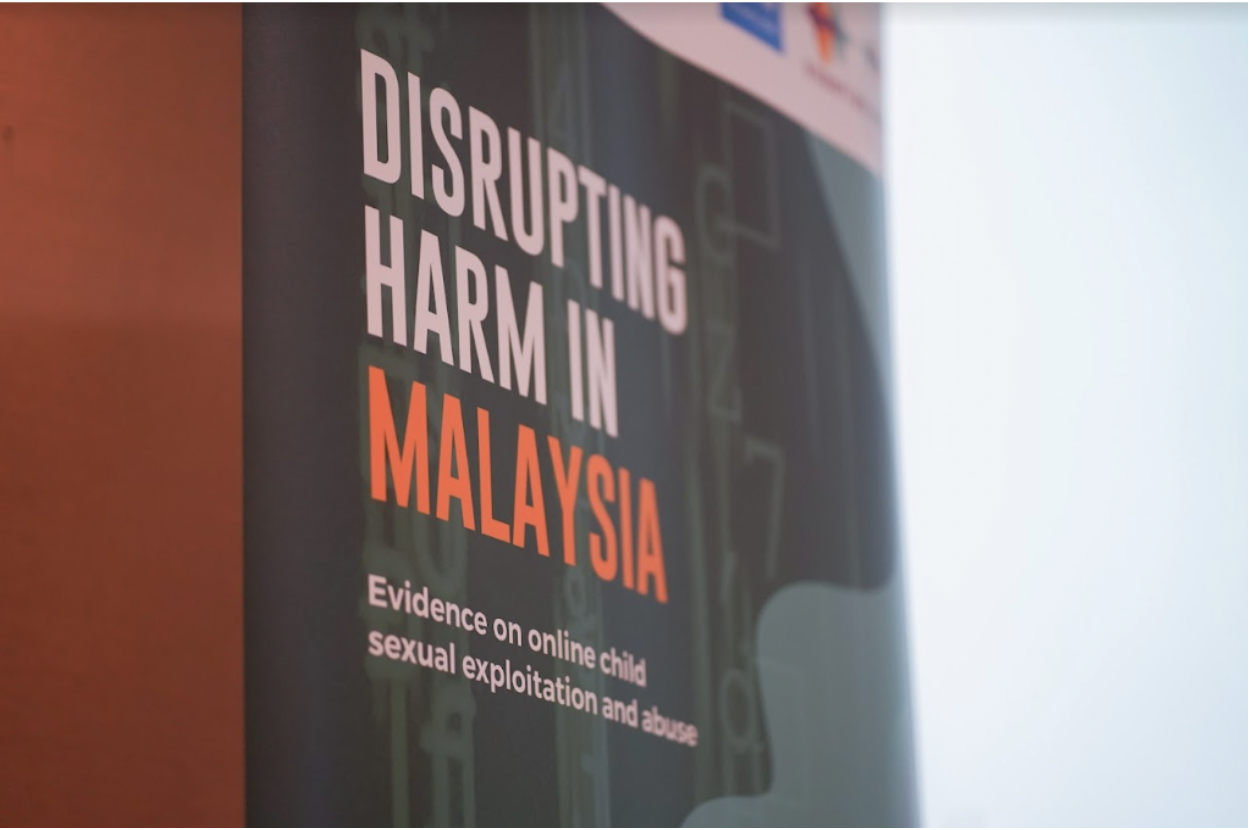 DISRUPTING
HARM IN
MALAYSIA
Evidence on online child
sexual exploitation and abuse